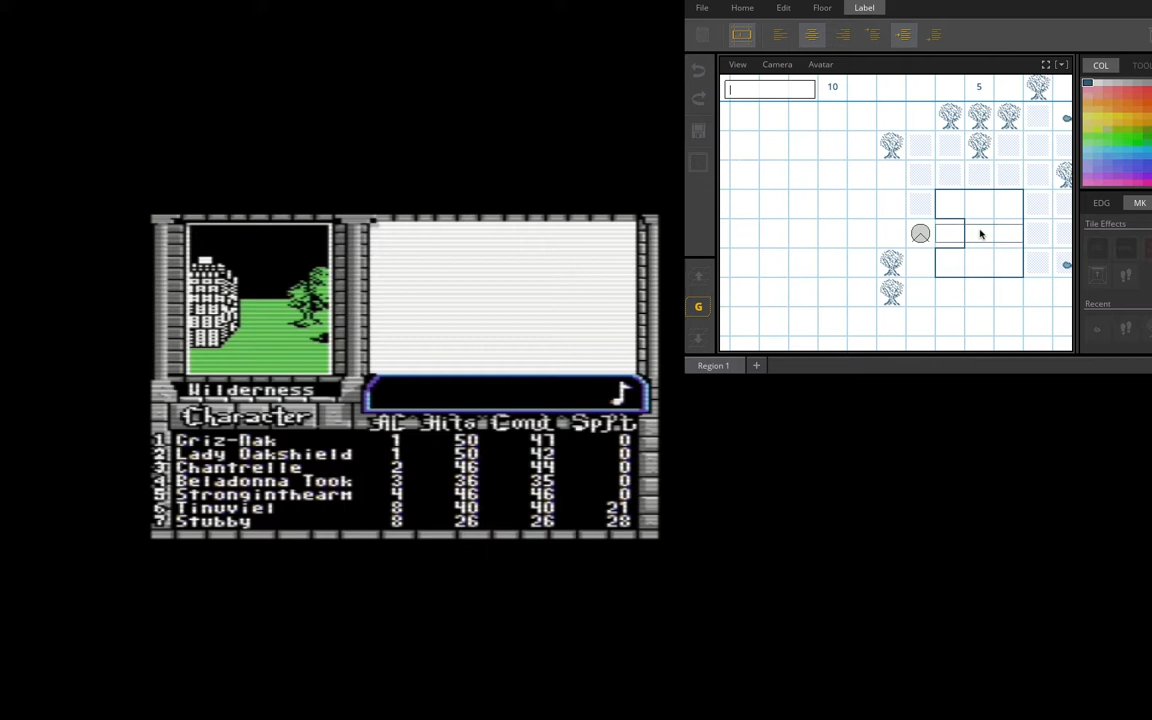 File Home Edit Floor Label
View Camera Avatar
COL TOOL
10 5
EDG MK
Tile Effects
G
Recent
Region 1
Wilderness
Character AC Hits Cond SpPt
1 Griz-Nak 1 50 47 0
2 Lady Oakshield 1 50 42 0
3 Chantrelle 2 46 44 0
4 Beladonna Took 3 36 35 0
5 Stronginthearm 4 46 46 0
6 Tinuviel 8 40 40 21
7 Stubby 8 26 26 28